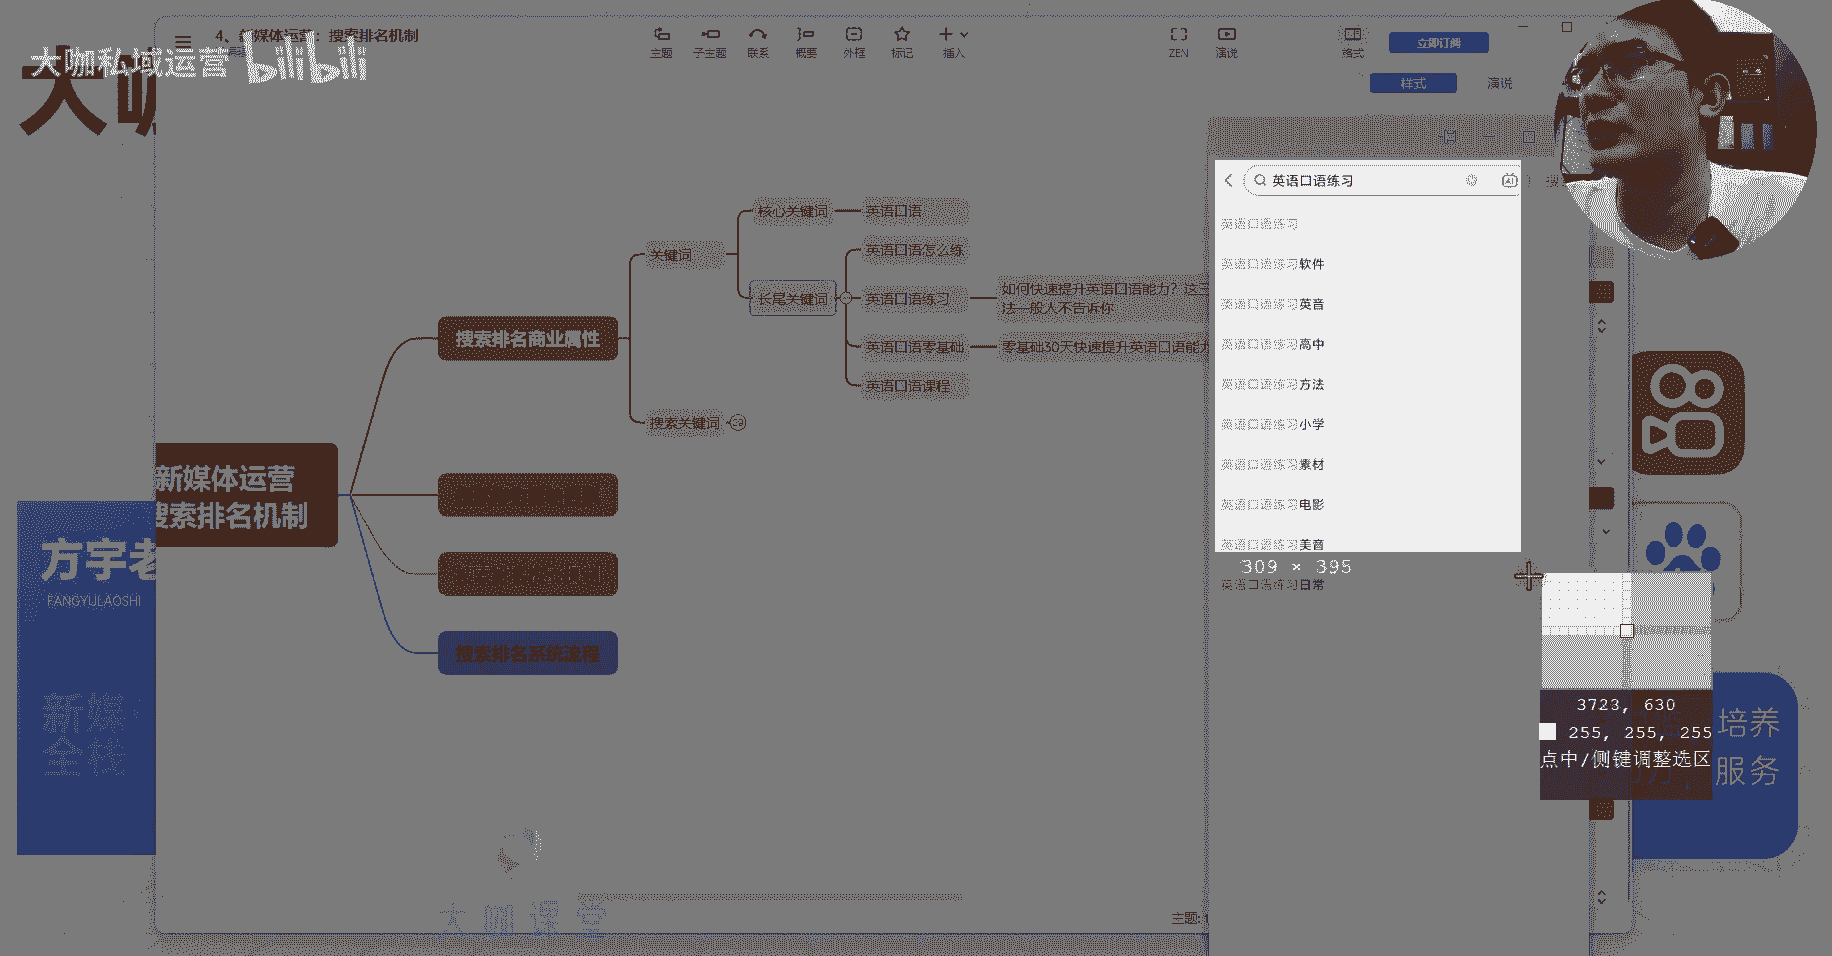 4、新媒体运营：搜索排名机制
大咖私域运营 bilibili
大咖
主题
子主题
联系
概要
外框
标记
插入
ZEN
演说
格式
立即订阅
样式
演说
新媒体运营
搜索排名机制
搜索排名商业属性
关键词
核心关键词
英语口语
长尾关键词
英语口语怎么练
英语口语练习
如何快速提升英语口语能力？这三
法一般人不告诉你
英语口语零基础
零基础30天快速提升英语口语能力
英语口语课程
搜索关键词
搜索排名系统流程
英语口语练习
AI
搜
英语口语练习
英语口语练习软件
英语口语练习英音
英语口语练习高中
英语口语练习方法
英语口语练习小学
英语口语练习素材
英语口语练习电影
英语口语练习美音
英语口语练习日常
309 × 395
3723, 630
255, 255, 255
点中/侧键调整选区
方宇老
FANGYULAOSHI
新媒
全栈
培养
服务
大咖课堂
主题: